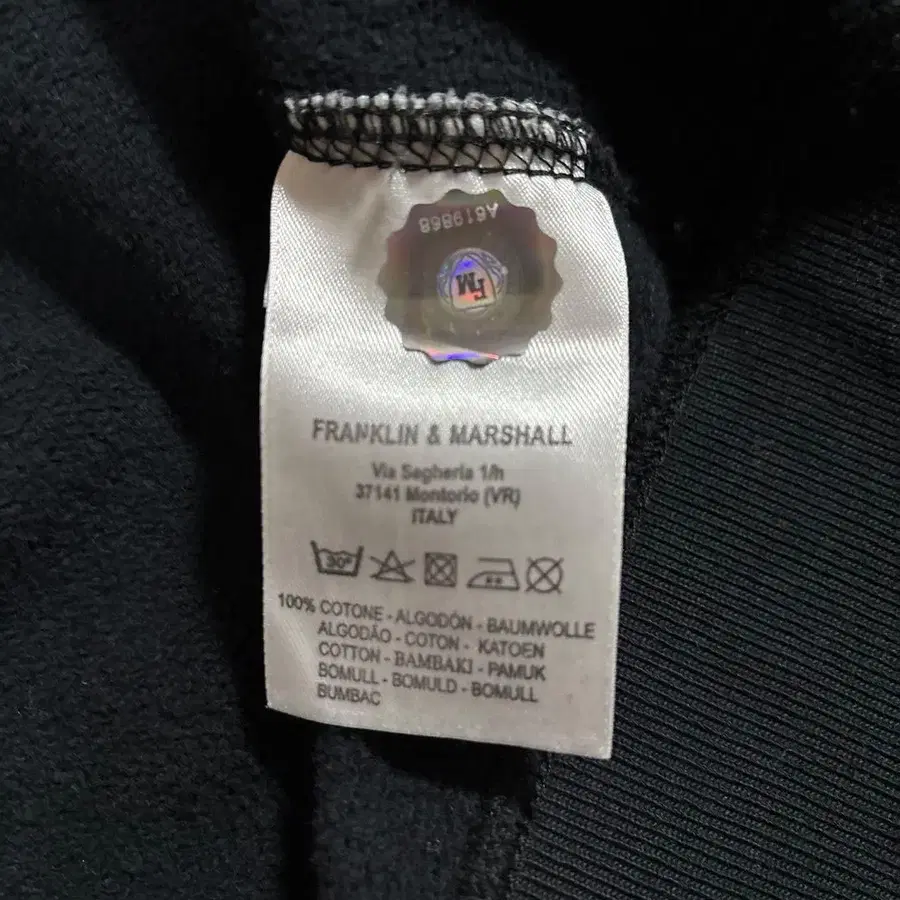 A619868
FM
FRANKLIN & MARSHALL
Via Segheria 1/h
37141 Montorio (VR)
ITALY
30°
100% COTONE - ALGODÓN - BAUMWOLLE
ALGODÃO - COTON - KATOEN
COTTON - BAMBAKI - PAMUK
BOMULL - BOMULD - BOMULL
BUMBAC